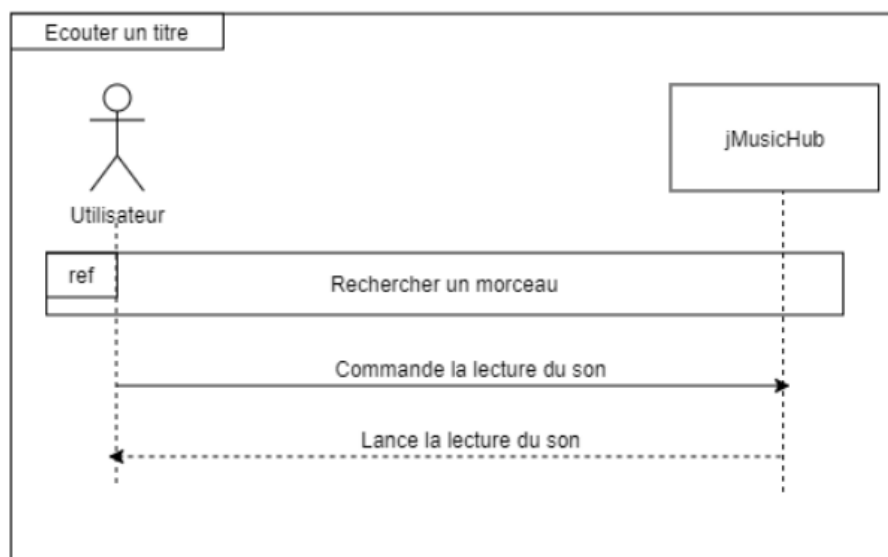 Ecouter un titre
jMusicHub
Utilisateur
ref
Rechercher un morceau
Commande la lecture du son
Lance la lecture du son